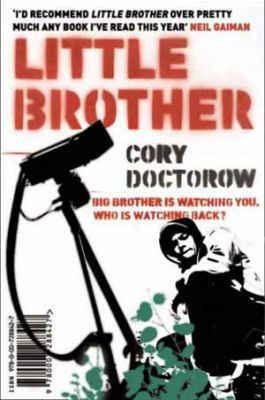 'I'D RECOMMEND LITTLE BROTHER OVER PRETTY
MUCH ANY BOOK I'VE READ THIS YEAR' NEIL GAIMAN
LITTLE
BROTHER
CORY
DOCTOROW
BIG BROTHER IS WATCHING YOU.
WHO IS WATCHING BACK?
ISBN 978-0-00-728842-7
9 780007 288427 >